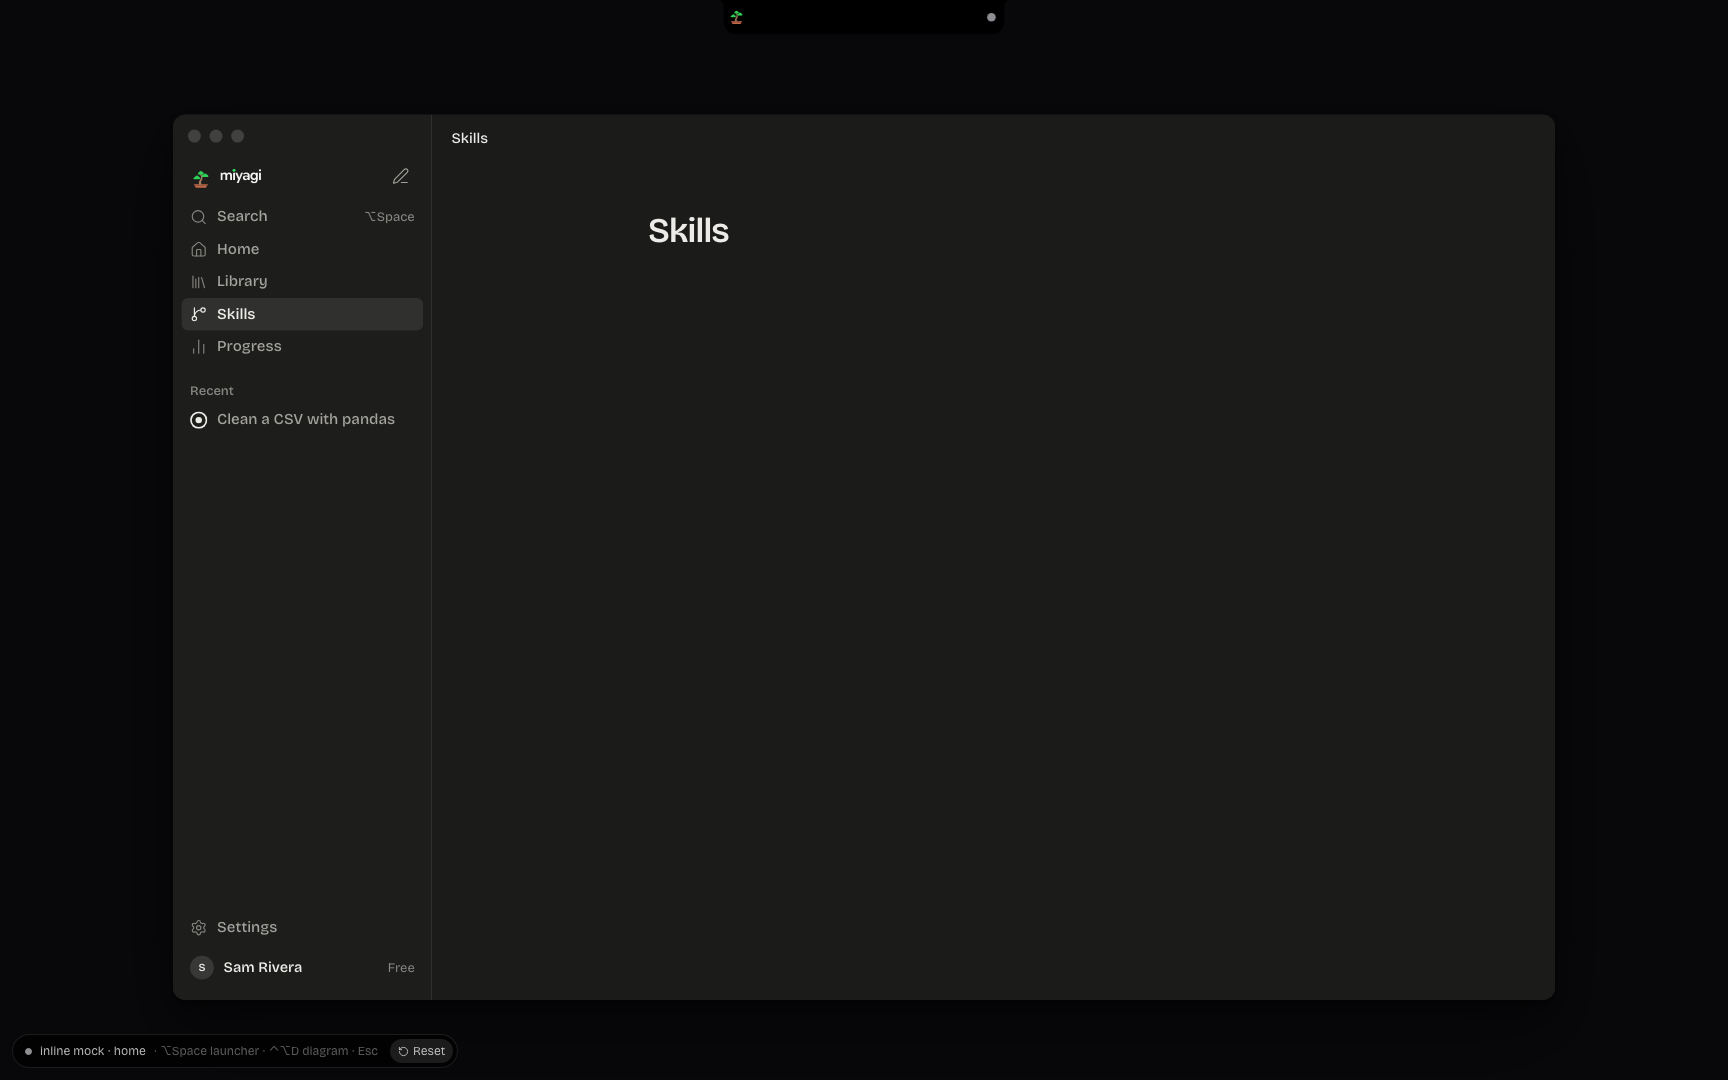 Skills
miyagi
Search ⌥Space
Home
Library
Skills
Progress
Recent
Clean a CSV with pandas
Settings
S Sam Rivera Free
Skills
inline mock · home · ⌥Space launcher · ^⌥D diagram · Esc Reset